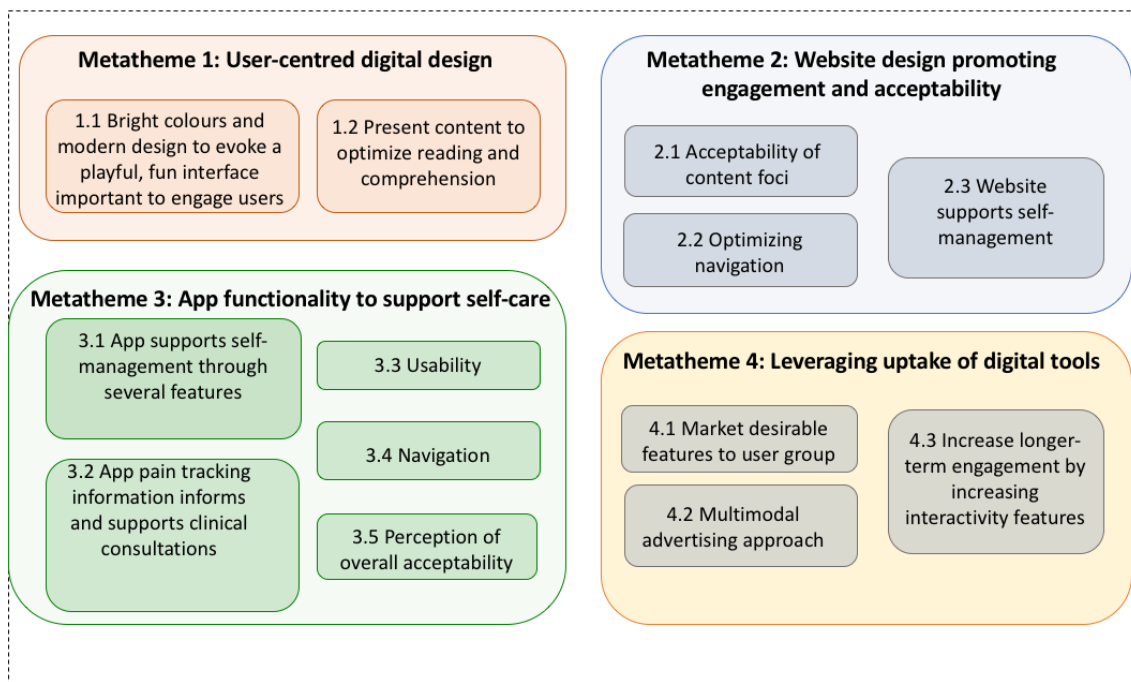 Metatheme 1: User-centred digital design
1.1 Bright colours and
modern design to evoke a
playful, fun interface
important to engage users
1.2 Present content to
optimize reading and
comprehension
Metatheme 2: Website design promoting
engagement and acceptability
2.1 Acceptability of
content foci
2.2 Optimizing
navigation
2.3 Website
supports self-
management
Metatheme 3: App functionality to support self-care
3.1 App supports self-
management through
several features
3.2 App pain tracking
information informs
and supports clinical
consultations
3.3 Usability
3.4 Navigation
3.5 Perception of
overall acceptability
Metatheme 4: Leveraging uptake of digital tools
4.1 Market desirable
features to user group
4.2 Multimodal
advertising approach
4.3 Increase longer-
term engagement by
increasing
interactivity features